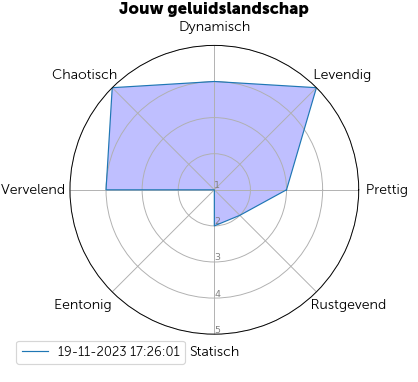 Jouw geluidslandschap
Dynamisch
Chaotisch
Levendig
Vervelend
1
Prettig
2
3
4
Eentonig
Rustgevend
5
19-11-2023 17:26:01
Statisch